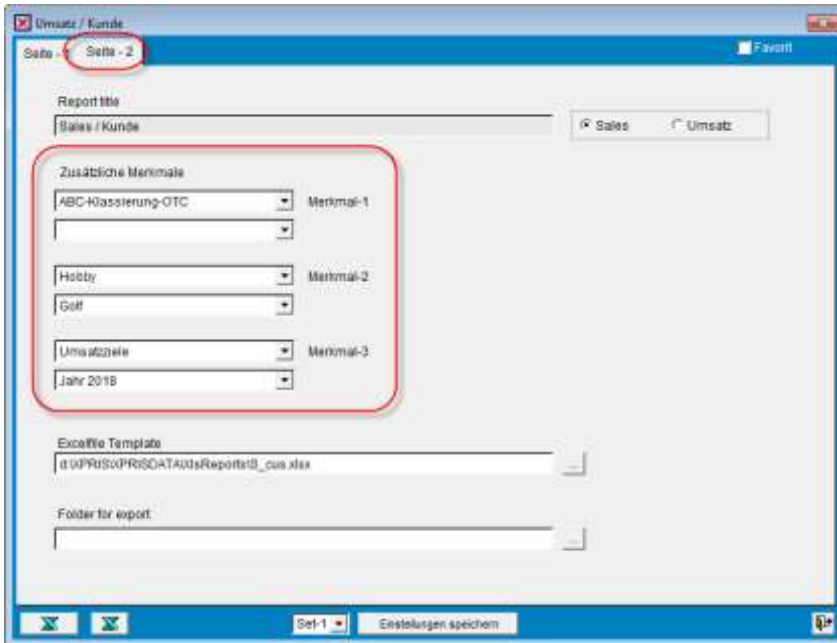 Umsatz / Kunde
Seite - 1 Seite - 2
Favorit
Report title
Sales / Kunde
Sales Umsatz
Zusätzliche Merkmale
ABC-Klassierung-OTC Merkmal-1
Hobby Merkmal-2
Golf
Umsatzziele Merkmal-3
Jahr 2018
Excelfile Template
d:\XPRIS\XPRISDATA\XlsReports\S_cus.xlsx
...
Folder for export
...
Set-1 Einstellungen speichern